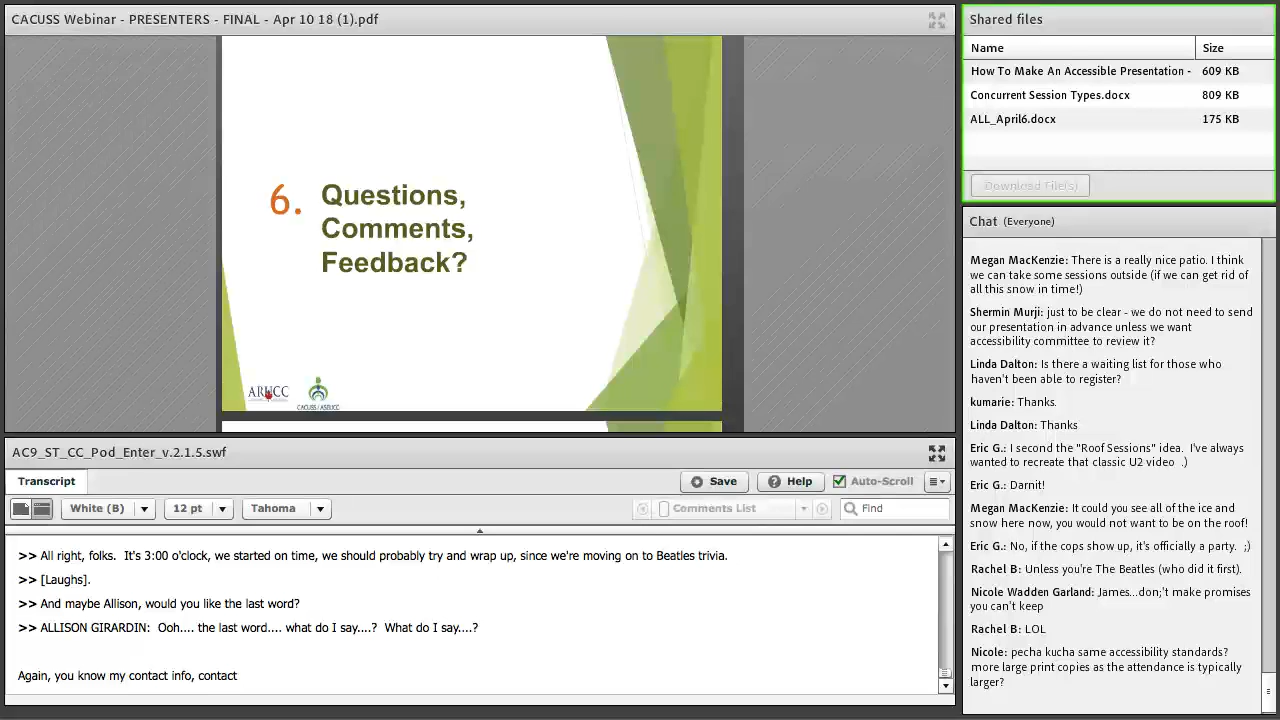 CACUSS Webinar - PRESENTERS - FINAL - Apr 10 18 (1).pdf
6. Questions,
Comments,
Feedback?
ARUCC
CACUSS / ASEUCC
AC9_ST_CC_Pod_Enter_v.2.1.5.swf
Transcript
Save
Help
Auto-Scroll
White (B)
12 pt
Tahoma
Comments List
Find
>> All right, folks. It's 3:00 o'clock, we started on time, we should probably try and wrap up, since we're moving on to Beatles trivia.
>> [Laughs].
>> And maybe Allison, would you like the last word?
>> ALLISON GIRARDIN: Ooh.... the last word.... what do I say....? What do I say....?
Again, you know my contact info, contact
Shared files
Name Size
How To Make An Accessible Presentation - 609 KB
Concurrent Session Types.docx 809 KB
ALL_April6.docx 175 KB
Download File(s)
Chat (Everyone)
Megan MacKenzie: There is a really nice patio. I think
we can take some sessions outside (if we can get rid of
all this snow in time!)
Shermin Murji: just to be clear - we do not need to send
our presentation in advance unless we want
accessibility committee to review it?
Linda Dalton: Is there a waiting list for those who
haven't been able to register?
kumarie: Thanks.
Linda Dalton: Thanks
Eric G.: I second the "Roof Sessions" idea. I've always
wanted to recreate that classic U2 video .)
Eric G.: Darnit!
Megan MacKenzie: It could you see all of the ice and
snow here now, you would not want to be on the roof!
Eric G.: No, if the cops show up, it's officially a party. ;)
Rachel B: Unless you're The Beatles (who did it first).
Nicole Wadden Garland: James...don;'t make promises
you can't keep
Rachel B: LOL
Nicole: pecha kucha same accessibility standards?
more large print copies as the attendance is typically
larger?